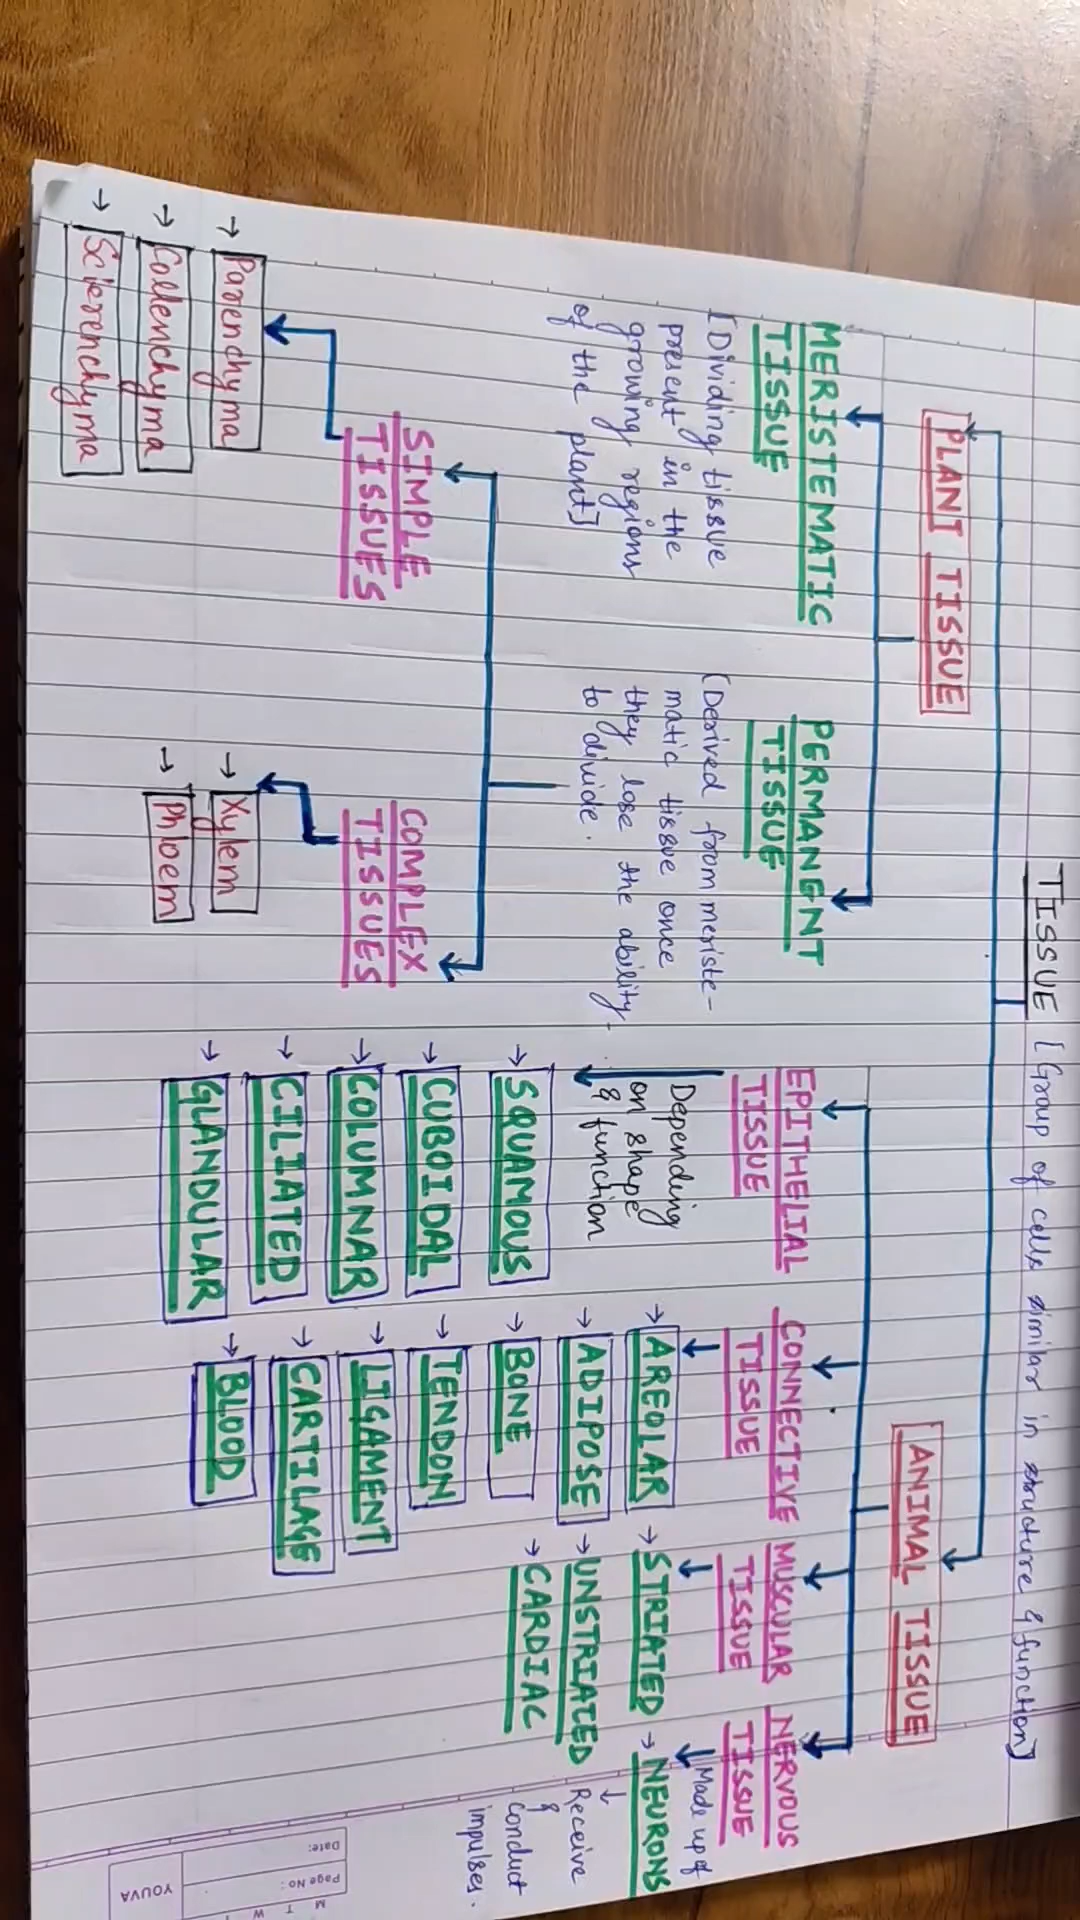 TISSUE [Group of cells similar in structure & function]
PLANT TISSUE
ANIMAL TISSUE
MERISTEMATIC
TISSUE
[Dividing tissue
present in the
growing regions
of the plant]
PERMANENT
TISSUE
(Derived from meriste-
matic tissue once
they lose the ability
to divide.
SIMPLE
TISSUES
→ Parenchyma
→ Collenchyma
→ Sclerenchyma
COMPLEX
TISSUES
→ Xylem
→ Phloem
EPITHELIAL
TISSUE
Depending
on shape
& function
→ SQUAMOUS
→ CUBOIDAL
→ COLUMNAR
→ CILIATED
→ GLANDULAR
CONNECTIVE
TISSUE
→ AREOLAR
→ ADIPOSE
→ BONE
→ TENDON
→ LIGAMENT
→ CARTILAGE
→ BLOOD
MUSCULAR
TISSUE
→ STRIATED
→ UNSTRIATED
→ CARDIAC
NERVOUS
TISSUE
Made up of
→ NEURONS
↓
Receive
&
conduct
impulses.
M T W
Page No.:
Date:
YOUVA